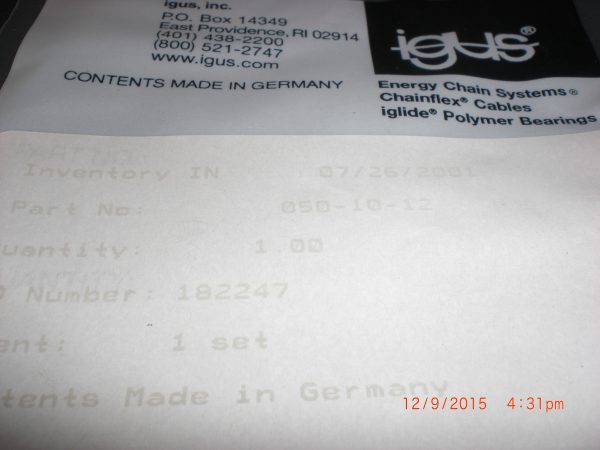 igus, inc.
P.O. Box 14349
East Providence, RI 02914
(401) 438-2200
(800) 521-2747
www.igus.com
CONTENTS MADE IN GERMANY
igus®
Energy Chain Systems®
Chainflex® Cables
iglide® Polymer Bearings
Inventory IN 07/26/2001
Part No: 050-10-12
uantity: 1.00
Number: 182247
ent: 1 set
tents Made in Germany
12/9/2015 4:31pm